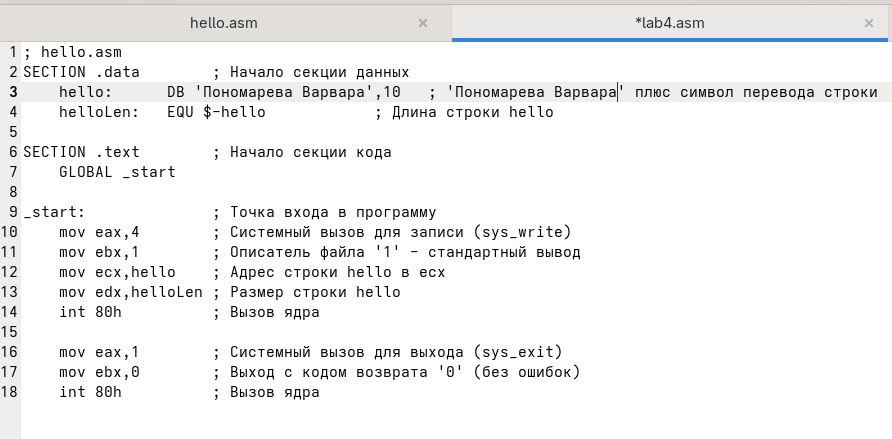 hello.asm × *lab4.asm ×
1 ; hello.asm
2 SECTION .data ; Начало секции данных
3 hello: DB 'Пономарева Варвара',10 ; 'Пономарева Варвара' плюс символ перевода строки
4 helloLen: EQU $-hello ; Длина строки hello
5
6 SECTION .text ; Начало секции кода
7 GLOBAL _start
8
9 _start: ; Точка входа в программу
10 mov eax,4 ; Системный вызов для записи (sys_write)
11 mov ebx,1 ; Описатель файла '1' - стандартный вывод
12 mov ecx,hello ; Адрес строки hello в ecx
13 mov edx,helloLen ; Размер строки hello
14 int 80h ; Вызов ядра
15
16 mov eax,1 ; Системный вызов для выхода (sys_exit)
17 mov ebx,0 ; Выход с кодом возврата '0' (без ошибок)
18 int 80h ; Вызов ядра